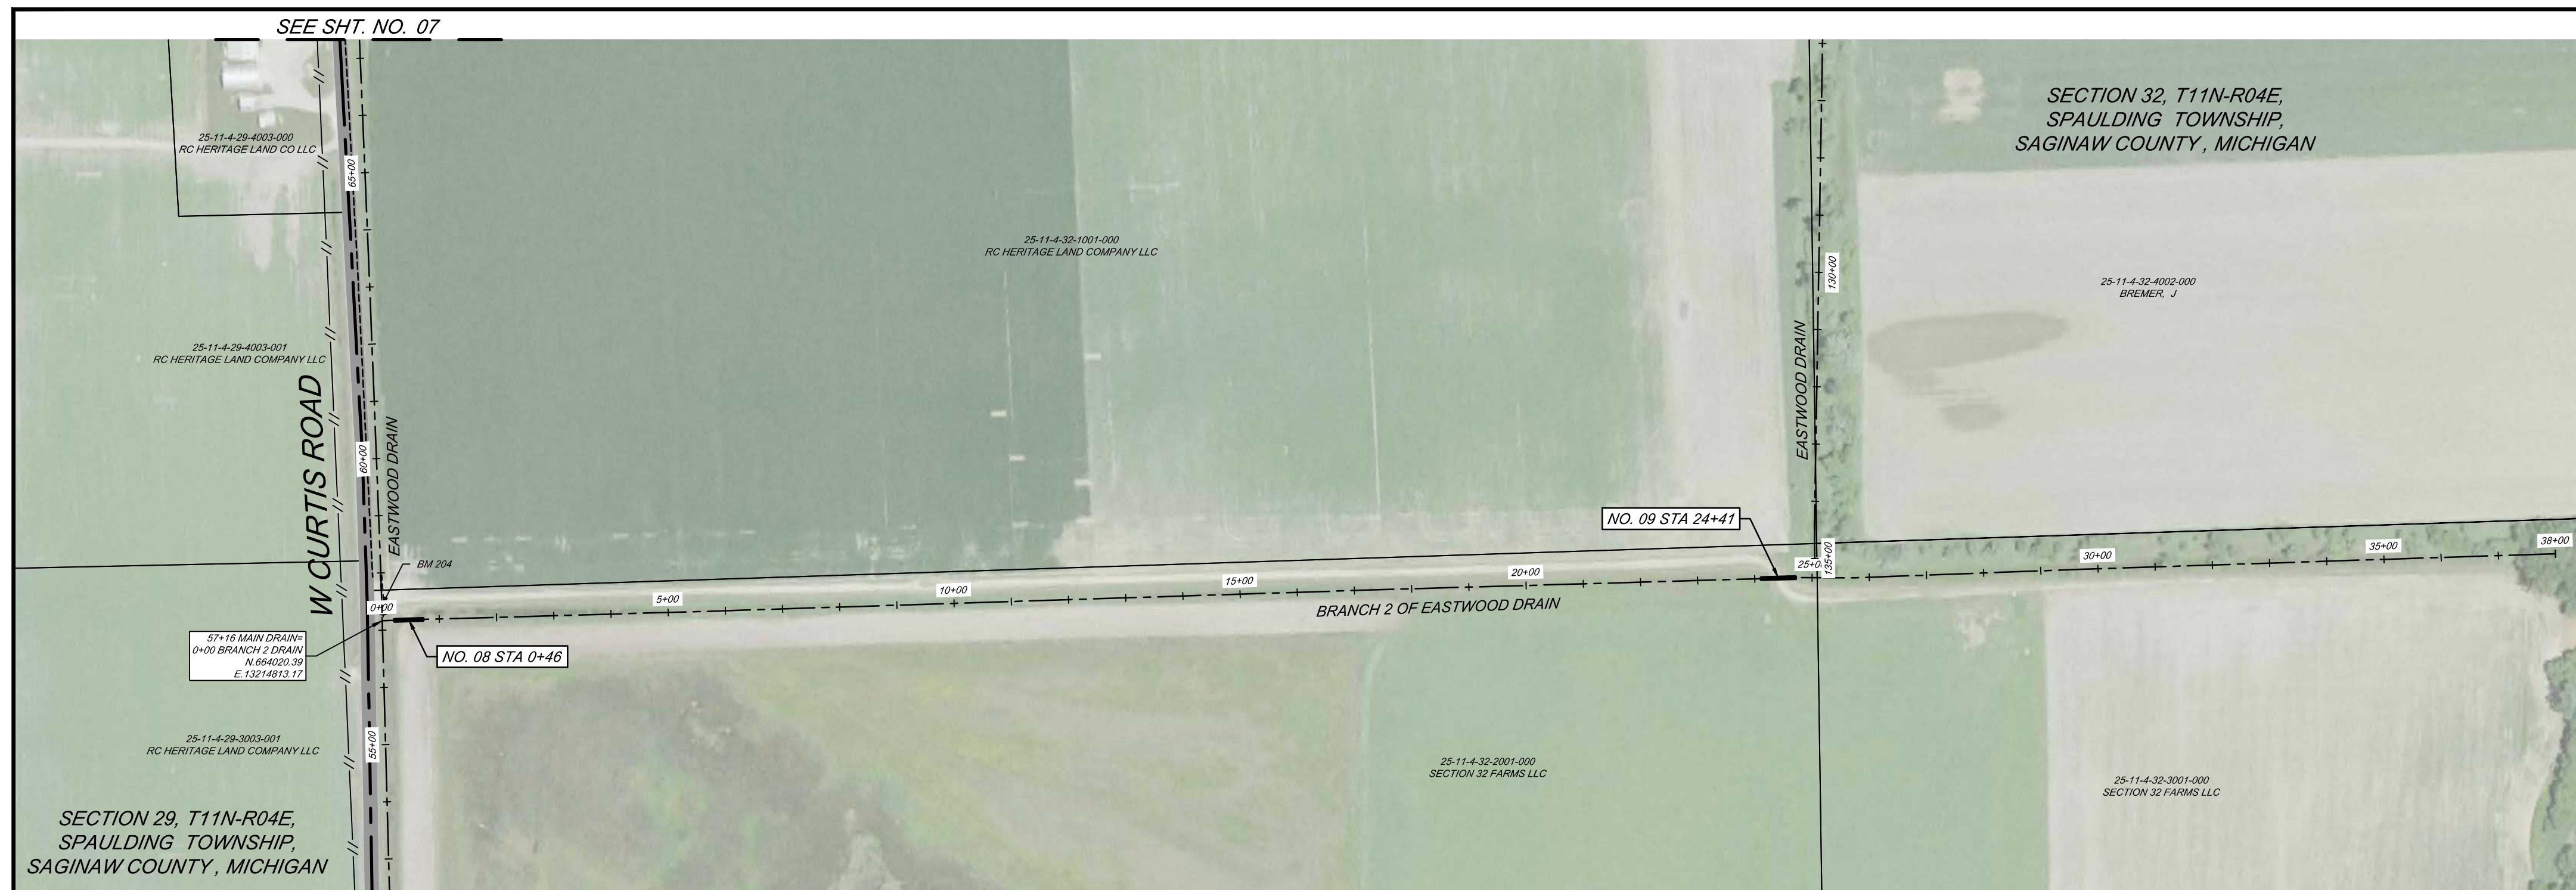 SEE SHT. NO. 07
25-11-4-29-4003-000
RC HERITAGE LAND CO LLC
65+00
SECTION 32, T11N-R04E,
SPAULDING TOWNSHIP,
SAGINAW COUNTY , MICHIGAN
25-11-4-32-1001-000
RC HERITAGE LAND COMPANY LLC
130+00
25-11-4-32-4002-000
BREMER, J
25-11-4-29-4003-001
RC HERITAGE LAND COMPANY LLC
W CURTIS ROAD
60+00
EASTWOOD DRAIN
EASTWOOD DRAIN
NO. 09 STA 24+41
BM 204
0+00
5+00
10+00
15+00
20+00
25+0
135+00
30+00
35+00
38+00
BRANCH 2 OF EASTWOOD DRAIN
57+16 MAIN DRAIN=
0+00 BRANCH 2 DRAIN
N.664020.39
E.13214813.17
NO. 08 STA 0+46
55+00
25-11-4-29-3003-001
RC HERITAGE LAND COMPANY LLC
25-11-4-32-2001-000
SECTION 32 FARMS LLC
25-11-4-32-3001-000
SECTION 32 FARMS LLC
SECTION 29, T11N-R04E,
SPAULDING TOWNSHIP,
SAGINAW COUNTY , MICHIGAN